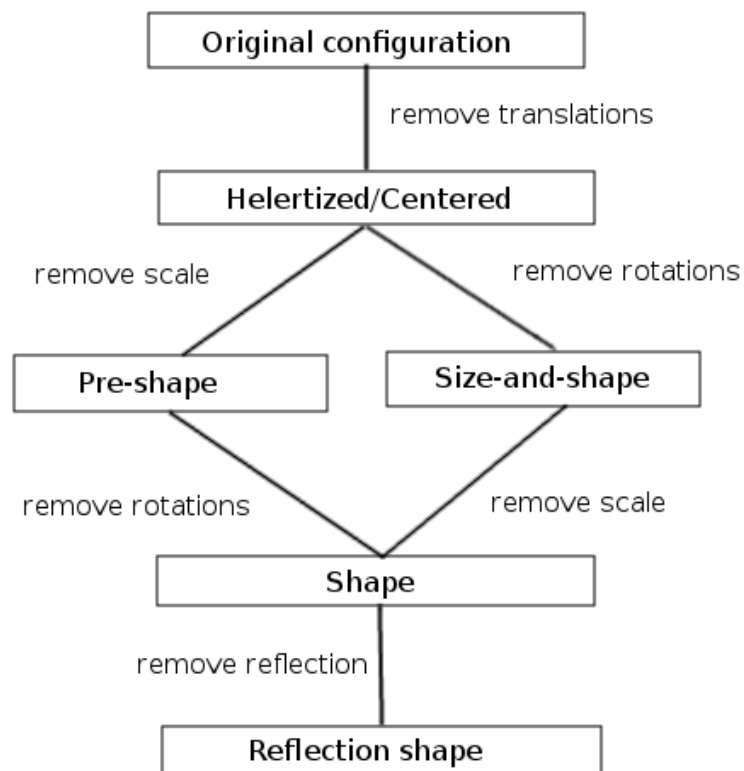 Original configuration
remove translations
Helertized/Centered
remove scale
remove rotations
Pre-shape
Size-and-shape
remove rotations
remove scale
Shape
remove reflection
Reflection shape